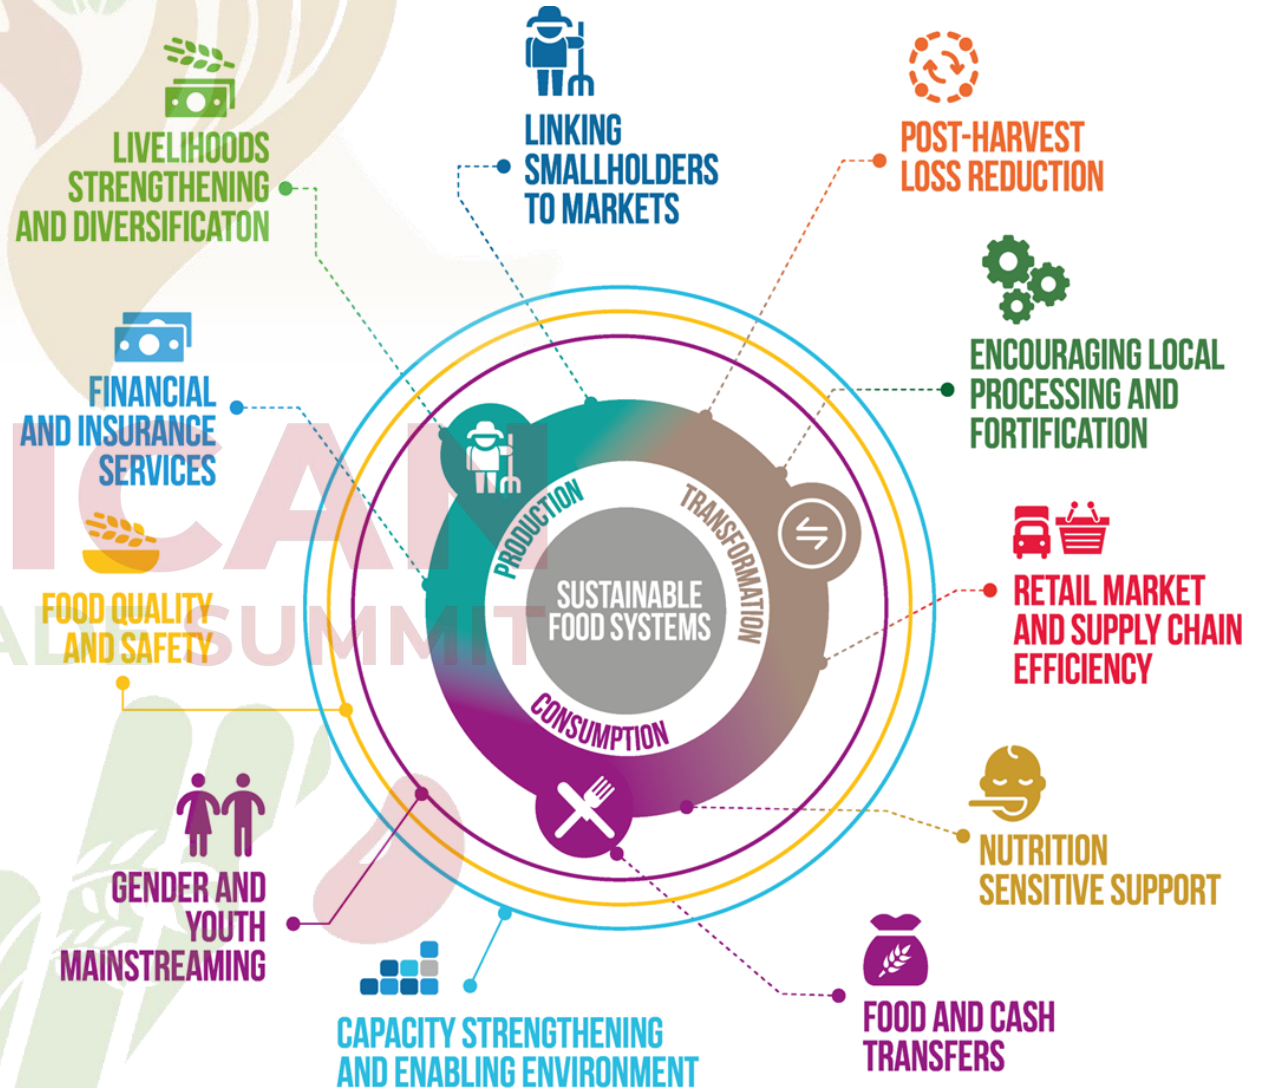 LIVELIHOODS
STRENGTHENING
AND DIVERSIFICATON
LINKING
SMALLHOLDERS
TO MARKETS
POST-HARVEST
LOSS REDUCTION
ENCOURAGING LOCAL
PROCESSING AND
FORTIFICATION
FINANCIAL
AND INSURANCE
SERVICES
ICAN
FOOD QUALITY
AND SAFETY
SUMMIT
PRODUCTION
TRANSFORMATION
CONSUMPTION
SUSTAINABLE
FOOD SYSTEMS
RETAIL MARKET
AND SUPPLY CHAIN
EFFICIENCY
NUTRITION
SENSITIVE SUPPORT
GENDER AND
YOUTH
MAINSTREAMING
CAPACITY STRENGTHENING
AND ENABLING ENVIRONMENT
FOOD AND CASH
TRANSFERS